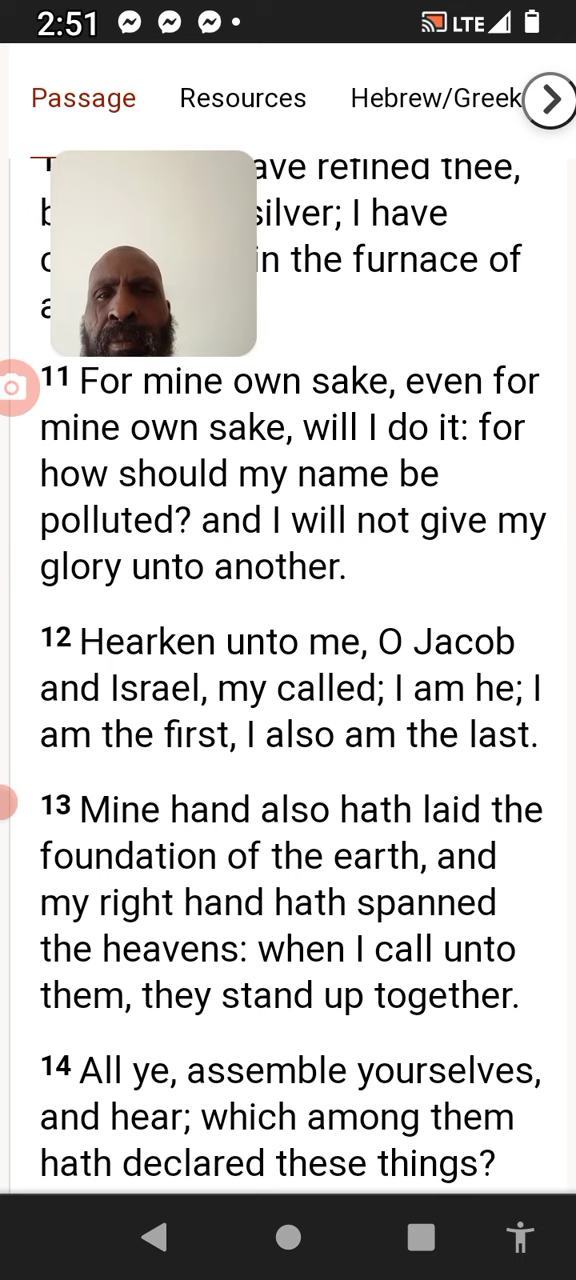 2:51
LTE
Passage Resources Hebrew/Greek
refined thee,
silver; I have
in the furnace of
11 For mine own sake, even for
mine own sake, will I do it: for
how should my name be
polluted? and I will not give my
glory unto another.
12 Hearken unto me, O Jacob
and Israel, my called; I am he; I
am the first, I also am the last.
13 Mine hand also hath laid the
foundation of the earth, and
my right hand hath spanned
the heavens: when I call unto
them, they stand up together.
14 All ye, assemble yourselves,
and hear; which among them
hath declared these things?